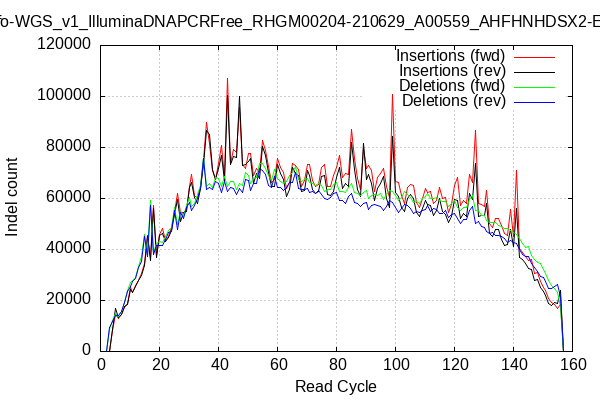 fo-WGS_v1_IlluminaDNAPCRFree_RHGM00204-210629_A00559_AHFHNHDSX2-E
Insertions (fwd)
Insertions (rev)
Deletions (fwd)
Deletions (rev)
120000
100000
80000
60000
40000
20000
0
Indel count
0 20 40 60 80 100 120 140 160
Read Cycle